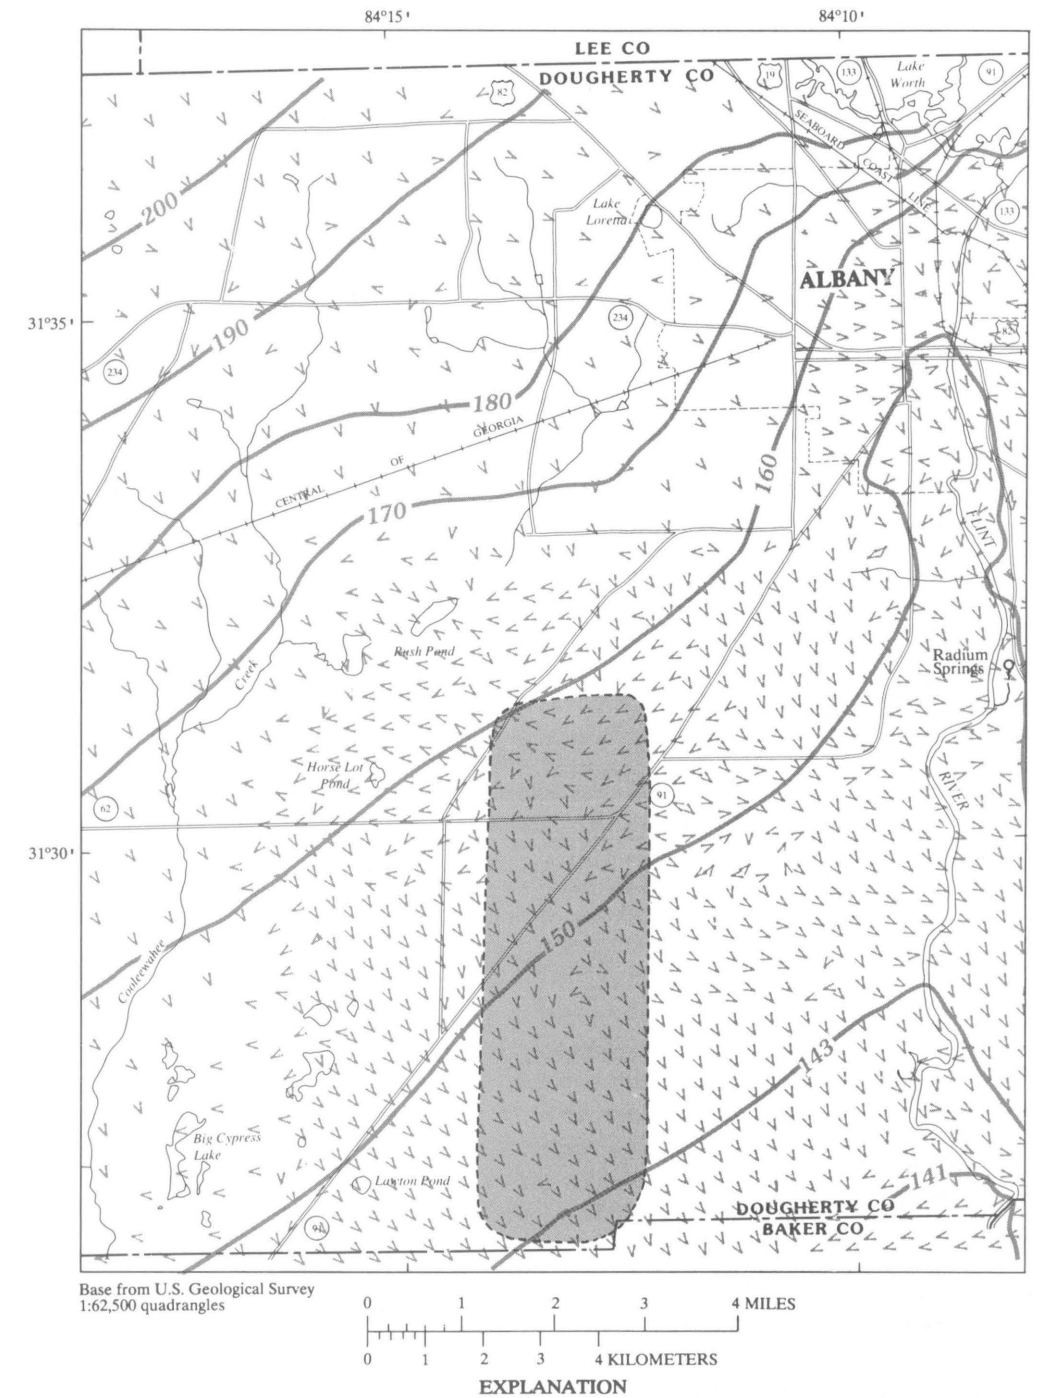 84°15'
84°10'
LEE CO
DOUGHERTY CO
82
19
133
Lake
Worth
91
SEABOARD
COAST
LINE
200
Lake
Loretta
133
ALBANY
31°35'
190
234
82
234
180
GEORGIA
OF
CENTRAL
160
170
FLINT
Rush Pond
Radium
Springs
Creek
Horse Lot
Pond
62
91
RIVER
31°30'
150
Cooleewahee
143
Big Cypress
Lake
Lawton Pond
141
DOUGHERTY CO
BAKER CO
91
Base from U.S. Geological Survey
1:62,500 quadrangles
0 1 2 3 4 MILES
0 1 2 3 4 KILOMETERS
EXPLANATION